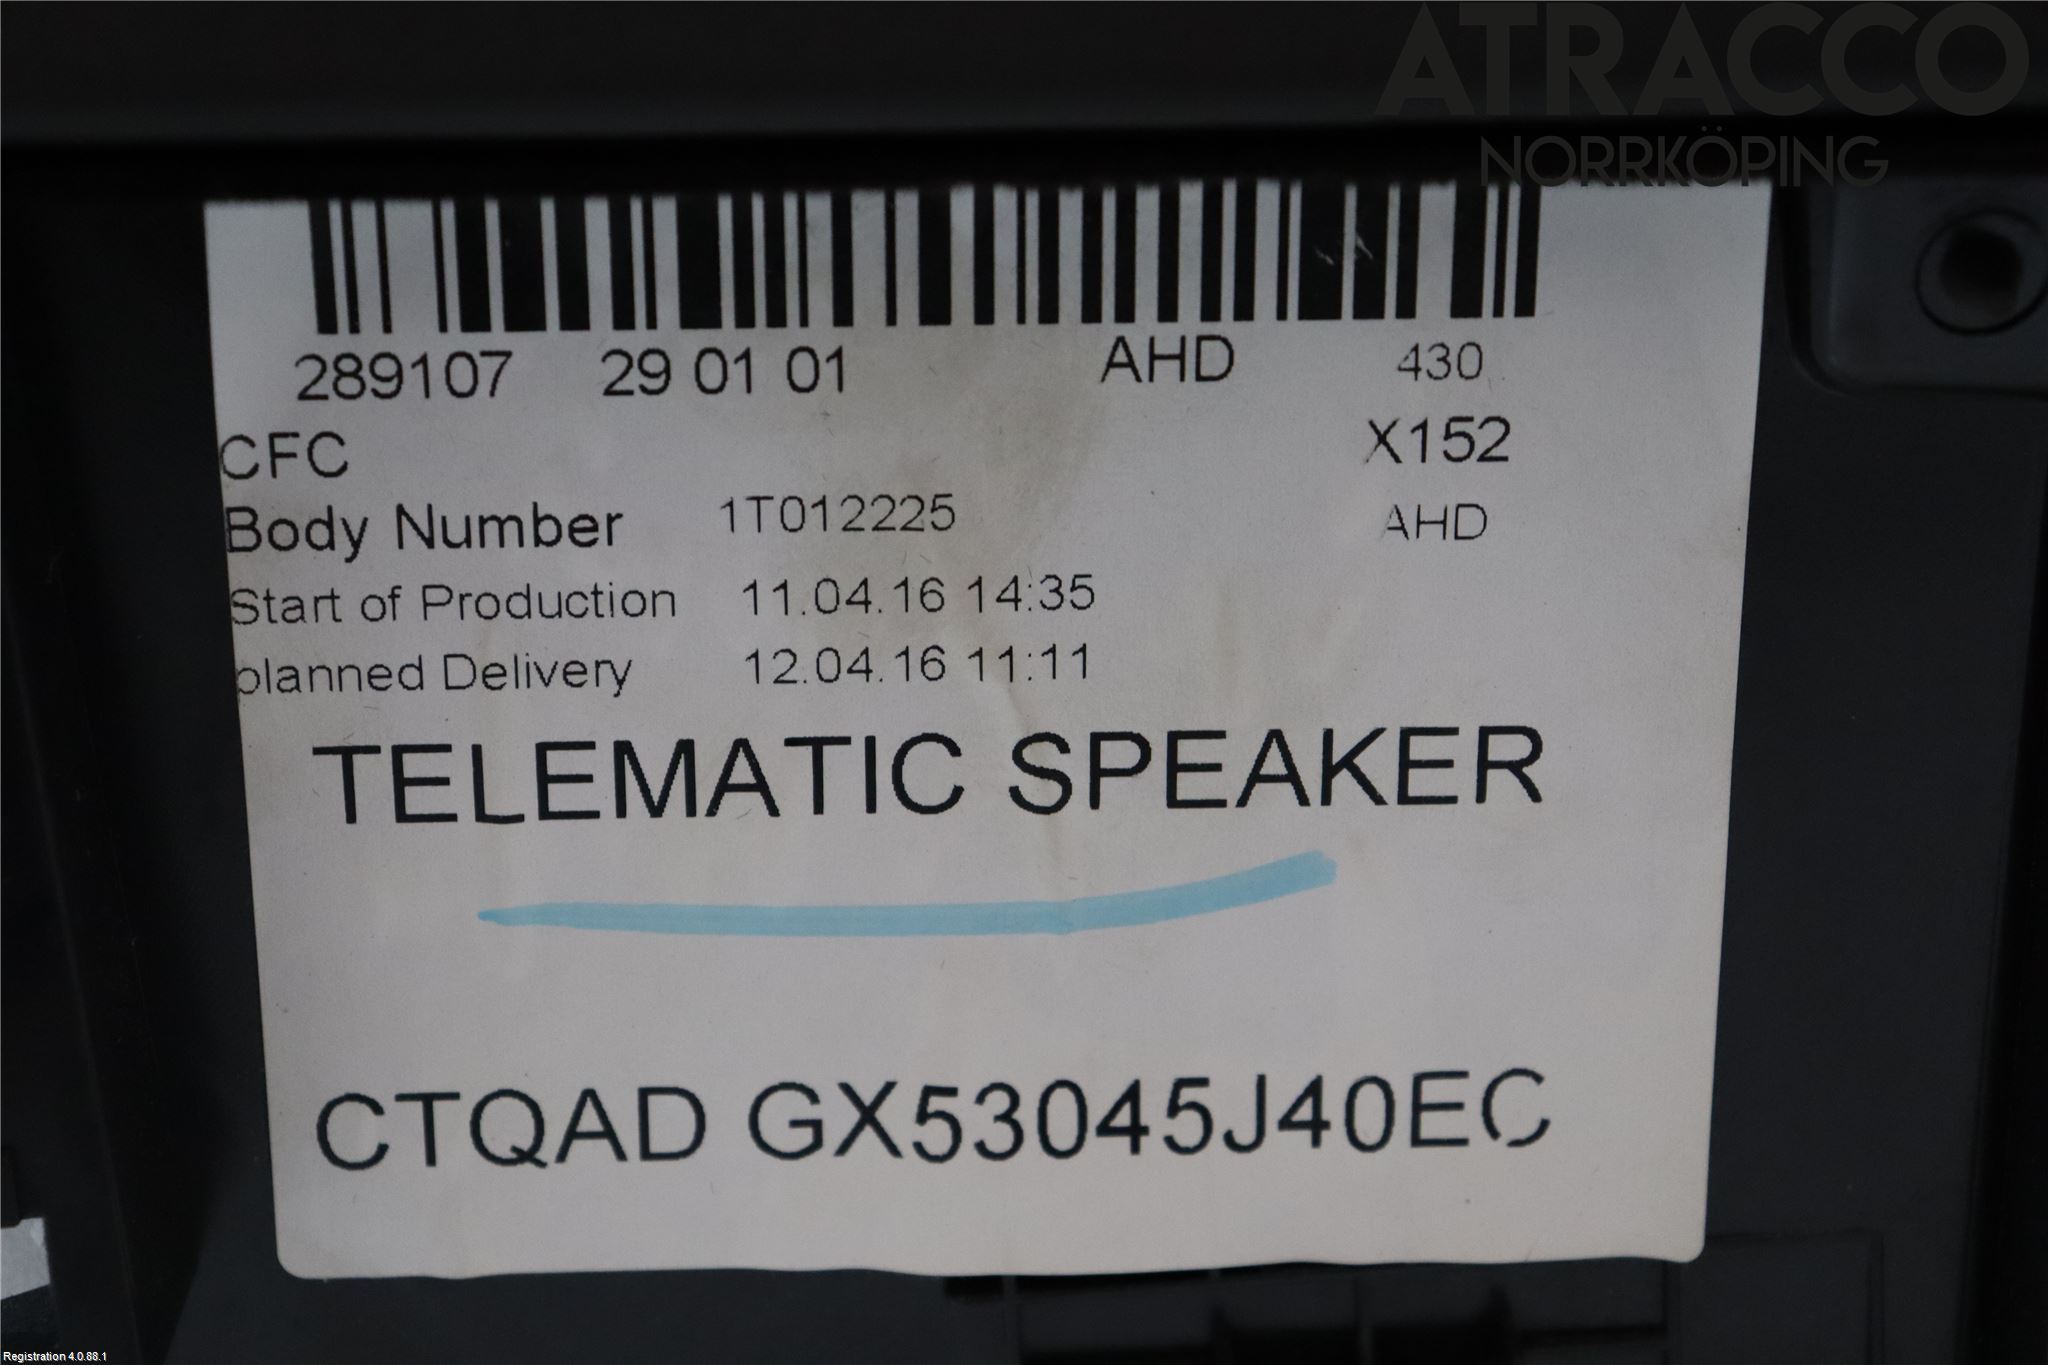 ATRACCO
NORRKÖPING
289107 29 01 01 AHD 430
CFC X152
Body Number 1T012225 AHD
Start of Production 11.04.16 14:35
planned Delivery 12.04.16 11:11
TELEMATIC SPEAKER
CTQAD GX53045J40EC
Registration 4.0.88.1